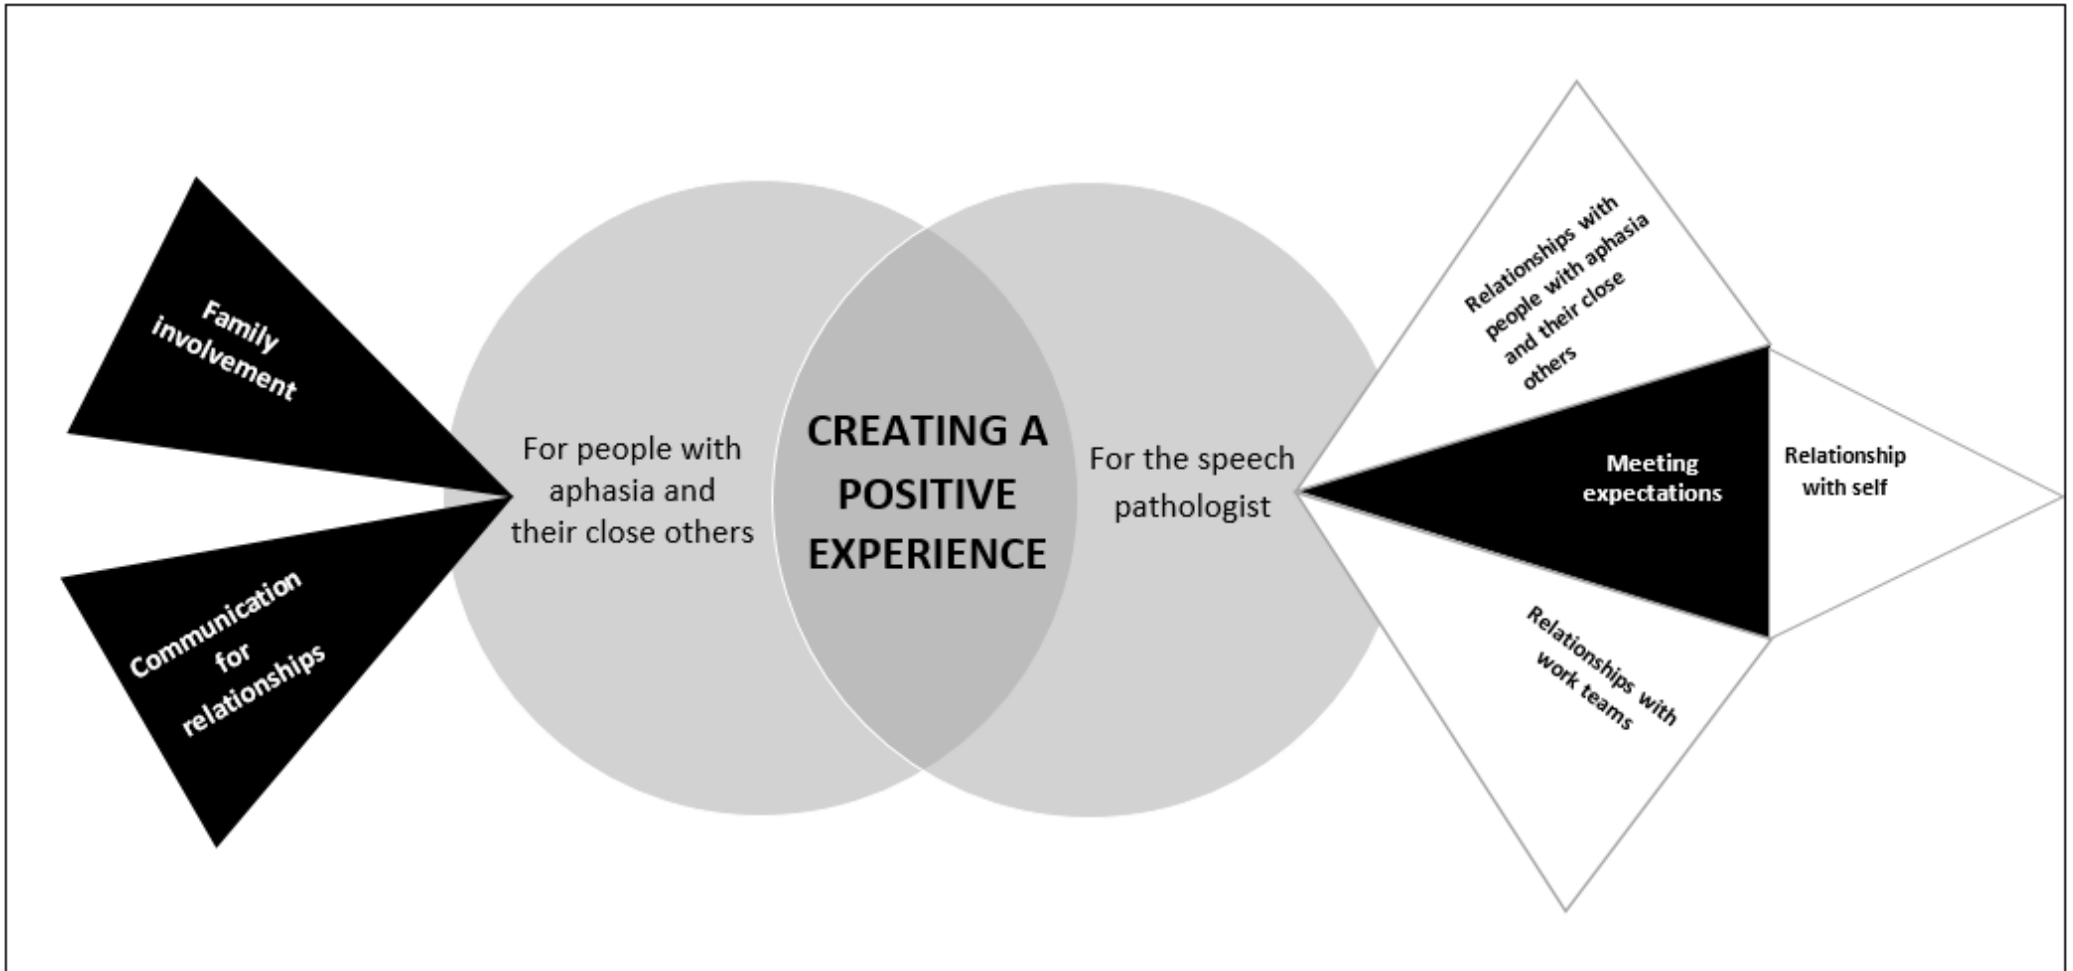 Family
involvement
Communication
for
relationships
For people with
aphasia and
their close others
CREATING A
POSITIVE
EXPERIENCE
For the speech
pathologist
Relationships with
people with aphasia
and their close
others
Meeting
expectations
Relationship
with self
Relationships with
work teams